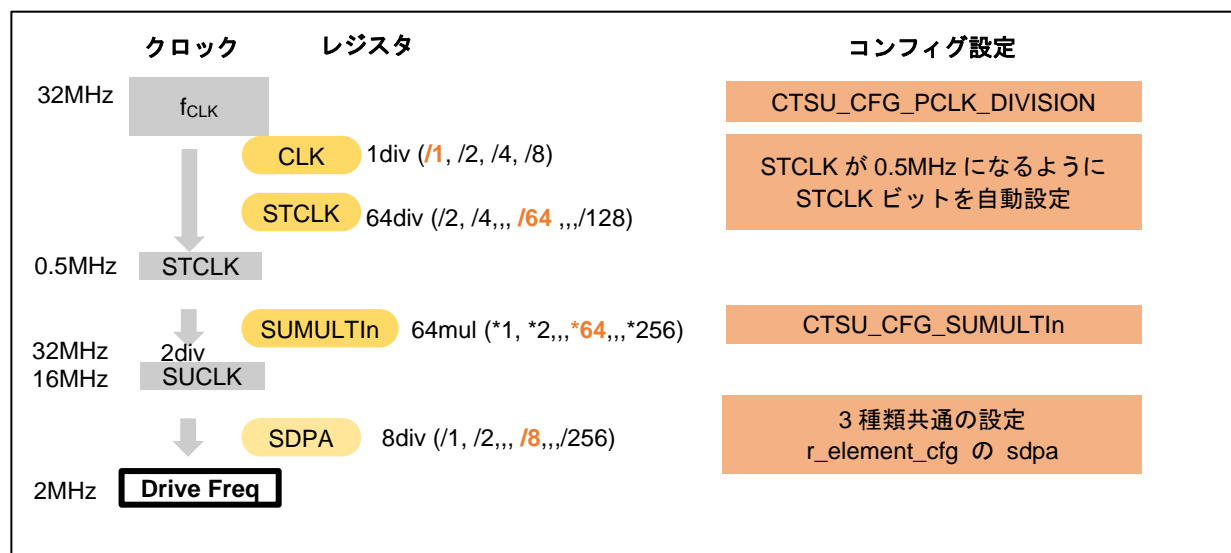 クロック レジスタ コンフィグ設定
32MHz fCLK CTSU_CFG_PCLK_DIVISION
CLK 1div (/1, /2, /4, /8)
STCLK が 0.5MHz になるように
STCLK ビットを自動設定
STCLK 64div (/2, /4,,, /64 ,,,/128)
0.5MHz STCLK
SUMULTIn 64mul (*1, *2,,,*64,,,*256) CTSU_CFG_SUMULTIn
32MHz 2div
16MHz SUCLK
SDPA 8div (/1, /2,,, /8,,,/256)
3 種類共通の設定
r_element_cfg の sdpa
2MHz Drive Freq